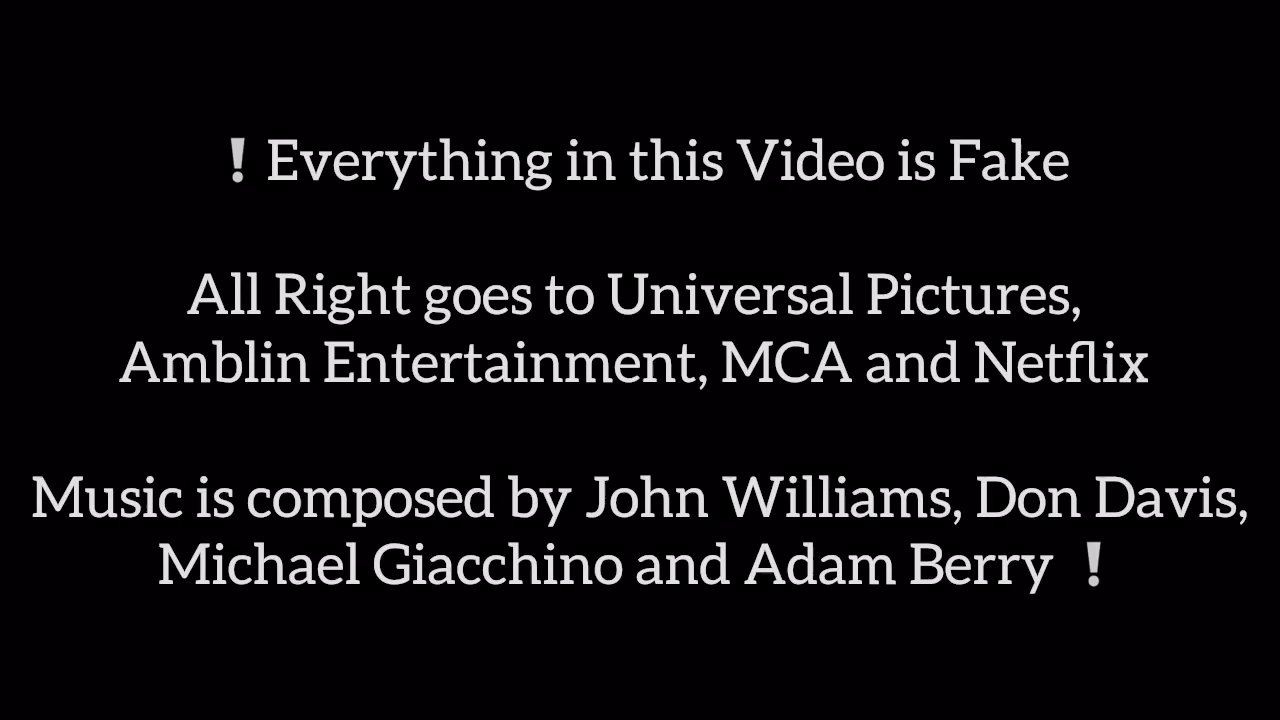 ❕Everything in this Video is Fake
All Right goes to Universal Pictures,
Amblin Entertainment, MCA and Netflix
Music is composed by John Williams, Don Davis,
Michael Giacchino and Adam Berry ❕